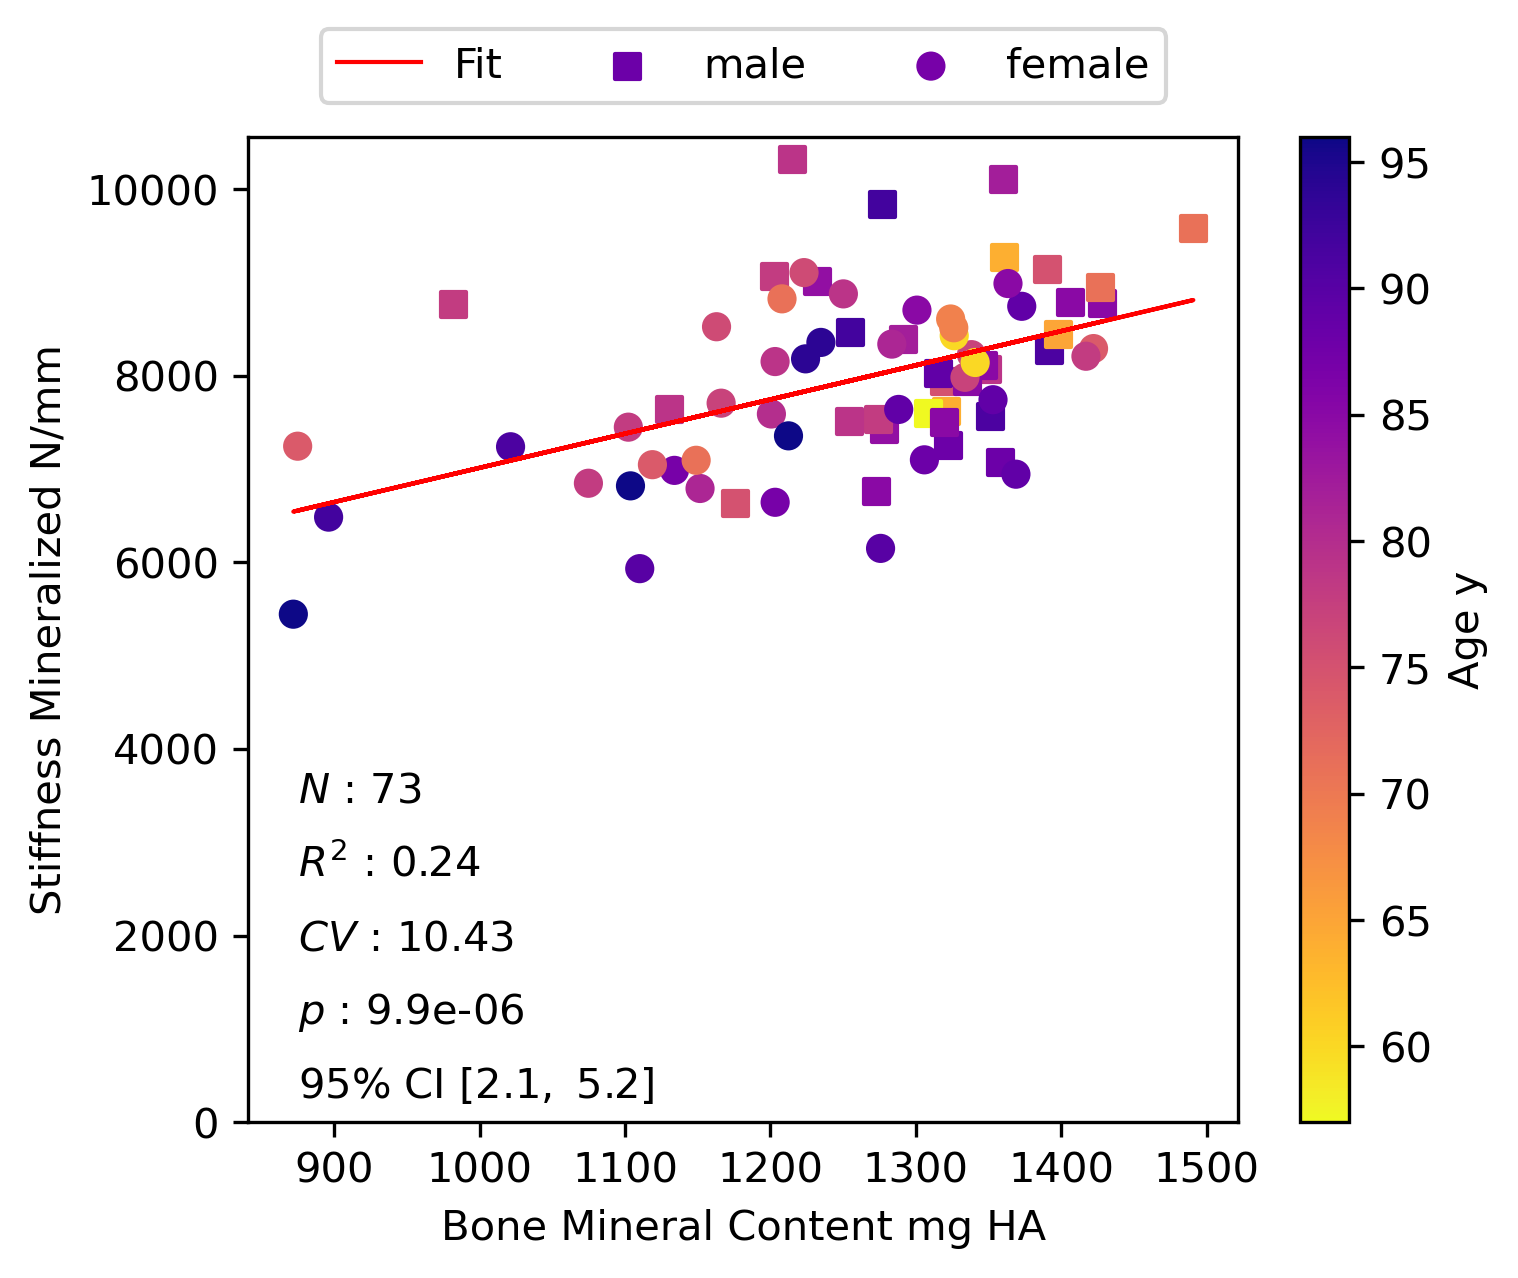 Fit male female
10000
8000
6000
4000
2000
0
Stiffness Mineralized N/mm
N : 73
R² : 0.24
CV : 10.43
p : 9.9e-06
95% CI [2.1, 5.2]
900 1000 1100 1200 1300 1400 1500
Bone Mineral Content mg HA
95
90
85
80
75
70
65
60
Age y